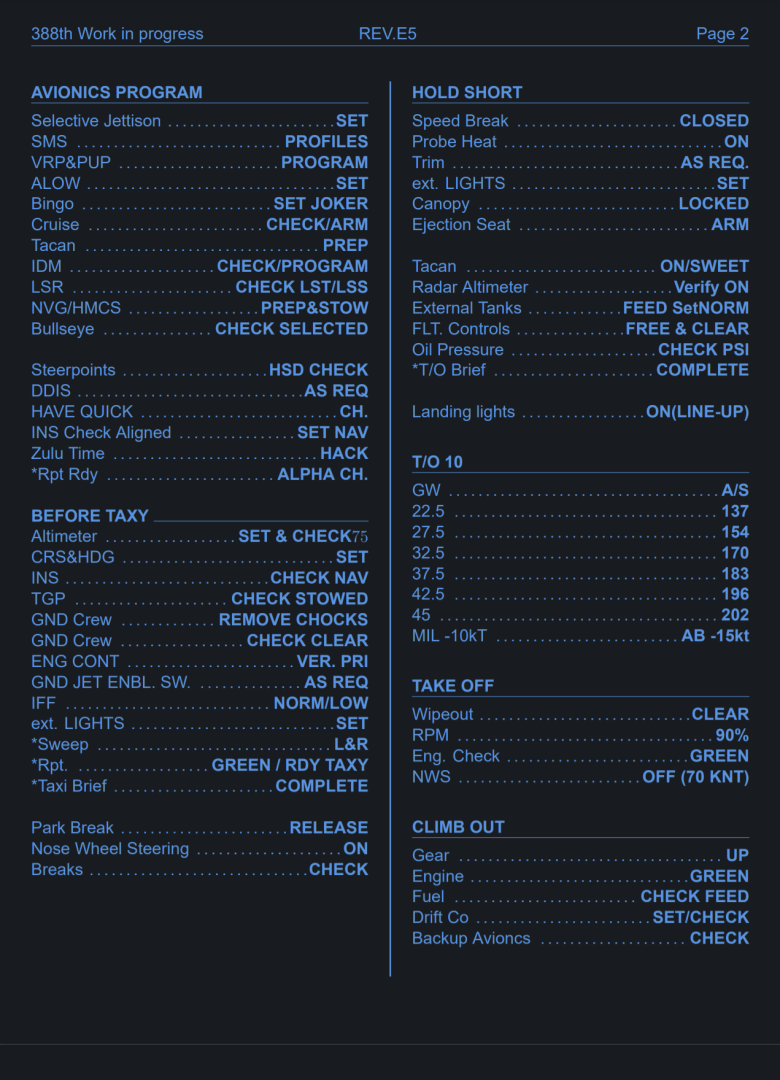 388th Work in progress REV.E5 Page 2
AVIONICS PROGRAM
Selective Jettison SET
SMS PROFILES
VRP&PUP PROGRAM
ALOW SET
Bingo SET JOKER
Cruise CHECK/ARM
Tacan PREP
IDM CHECK/PROGRAM
LSR CHECK LST/LSS
NVG/HMCS PREP&STOW
Bullseye CHECK SELECTED
Steerpoints HSD CHECK
DDIS AS REQ
HAVE QUICK CH.
INS Check Aligned SET NAV
Zulu Time HACK
*Rpt Rdy ALPHA CH.
BEFORE TAXY
Altimeter SET & CHECK75
CRS&HDG SET
INS CHECK NAV
TGP CHECK STOWED
GND Crew REMOVE CHOCKS
GND Crew CHECK CLEAR
ENG CONT VER. PRI
GND JET ENBL. SW. AS REQ
IFF NORM/LOW
ext. LIGHTS SET
*Sweep L&R
*Rpt. GREEN / RDY TAXY
*Taxi Brief COMPLETE
Park Break RELEASE
Nose Wheel Steering ON
Breaks CHECK
HOLD SHORT
Speed Break CLOSED
Probe Heat ON
Trim AS REQ.
ext. LIGHTS SET
Canopy LOCKED
Ejection Seat ARM
Tacan ON/SWEET
Radar Altimeter Verify ON
External Tanks FEED SetNORM
FLT. Controls FREE & CLEAR
Oil Pressure CHECK PSI
*T/O Brief COMPLETE
Landing lights ON(LINE-UP)
T/O 10
GW A/S
22.5 137
27.5 154
32.5 170
37.5 183
42.5 196
45 202
MIL -10kT AB -15kt
TAKE OFF
Wipeout CLEAR
RPM 90%
Eng. Check GREEN
NWS OFF (70 KNT)
CLIMB OUT
Gear UP
Engine GREEN
Fuel CHECK FEED
Drift Co SET/CHECK
Backup Avioncs CHECK